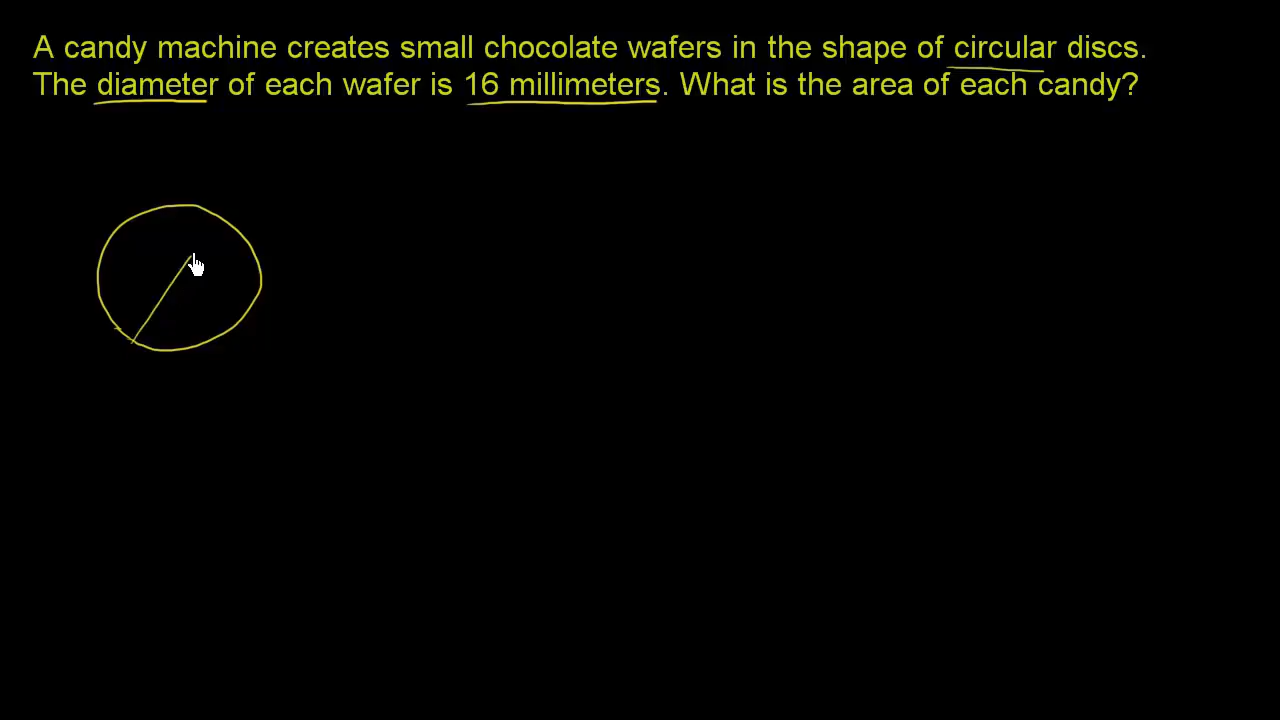 A candy machine creates small chocolate wafers in the shape of circular discs.
The diameter of each wafer is 16 millimeters. What is the area of each candy?